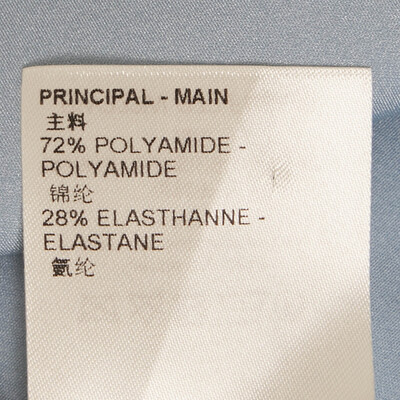 PRINCIPAL - MAIN
主料
72% POLYAMIDE -
POLYAMIDE
锦纶
28% ELASTHANNE -
ELASTANE
氨纶